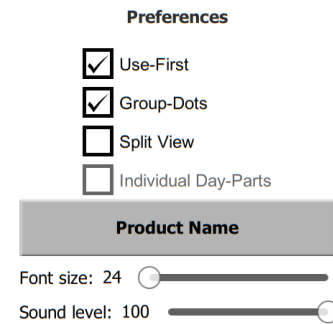 Preferences
Use-First
Group-Dots
Split View
Individual Day-Parts
Product Name
Font size: 24
Sound level: 100